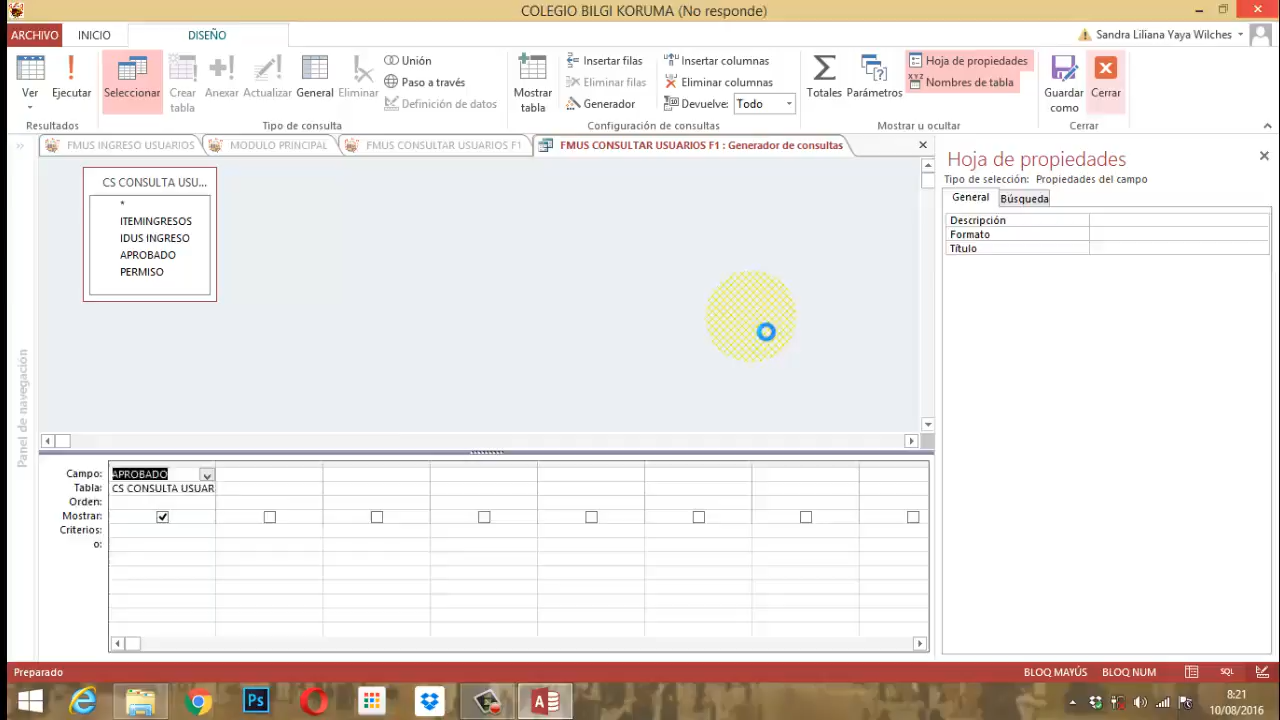 COLEGIO BILGI KORUMA (No responde)
ARCHIVO INICIO DISEÑO Sandra Liliana Yaya Wilches
Ver Ejecutar
Resultados
Seleccionar Crear tabla Anexar Actualizar General Eliminar
Unión
Paso a través
Definición de datos
Tipo de consulta
Mostrar tabla
Insertar filas
Eliminar filas
Generador
Insertar columnas
Eliminar columnas
Devuelve: Todo
Configuración de consultas
Totales Parámetros
Hoja de propiedades
XYZ Nombres de tabla
Mostrar u ocultar
Guardar como Cerrar
Cerrar
FMUS INGRESO USUARIOS MODULO PRINCIPAL FMUS CONSULTAR USUARIOS F1 FMUS CONSULTAR USUARIOS F1 : Generador de consultas
Panel de navegación
CS CONSULTA USU...
*
ITEMINGRESOS
IDUS INGRESO
APROBADO
PERMISO
Hoja de propiedades
Tipo de selección: Propiedades del campo
General Búsqueda
Descripción
Formato
Título
Campo: APROBADO
Tabla: CS CONSULTA USUAR
Orden:
Mostrar:
Criterios:
o:
Preparado BLOQ MAYÚS BLOQ NUM SQL
Ps
8:21
10/08/2016